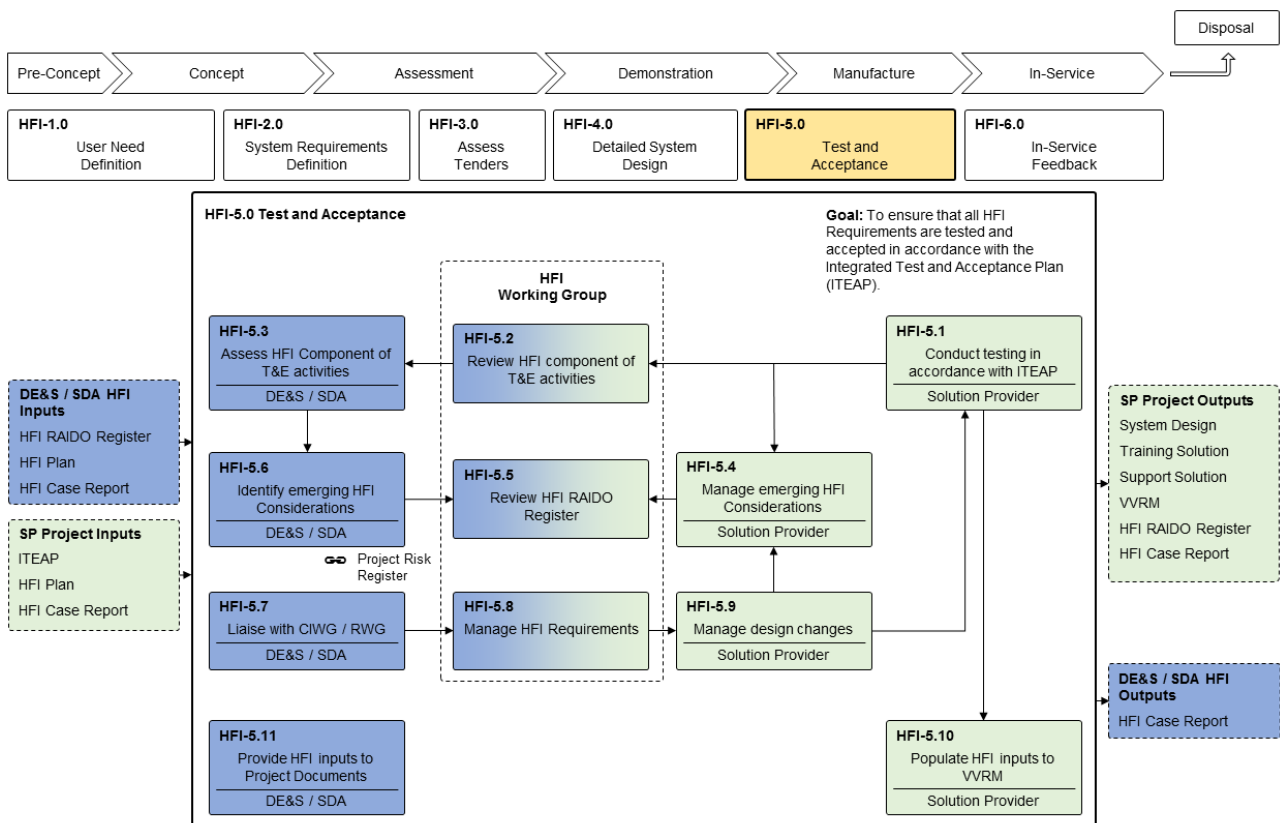 Disposal
Pre-Concept
Concept
Assessment
Demonstration
Manufacture
In-Service
HFI-1.0
User Need
Definition
HFI-2.0
System Requirements
Definition
HFI-3.0
Assess
Tenders
HFI-4.0
Detailed System
Design
HFI-5.0
Test and
Acceptance
HFI-6.0
In-Service
Feedback
HFI-5.0 Test and Acceptance
Goal: To ensure that all HFI
Requirements are tested and
accepted in accordance with the
Integrated Test and Acceptance Plan
(ITEAP).
HFI
Working Group
HFI-5.3
Assess HFI Component of
T&E activities
DE&S / SDA
HFI-5.2
Review HFI component of
T&E activities
HFI-5.1
Conduct testing in
accordance with ITEAP
Solution Provider
DE&S / SDA HFI
Inputs
HFI RAIDO Register
HFI Plan
HFI Case Report
SP Project Inputs
ITEAP
HFI Plan
HFI Case Report
HFI-5.6
Identify emerging HFI
Considerations
DE&S / SDA
HFI-5.5
Review HFI RAIDO
Register
HFI-5.4
Manage emerging HFI
Considerations
Solution Provider
Project Risk
Register
HFI-5.7
Liaise with CIWG / RWG
DE&S / SDA
HFI-5.8
Manage HFI Requirements
HFI-5.9
Manage design changes
Solution Provider
HFI-5.11
Provide HFI inputs to
Project Documents
DE&S / SDA
HFI-5.10
Populate HFI inputs to
VVRM
Solution Provider
SP Project Outputs
System Design
Training Solution
Support Solution
VVRM
HFI RAIDO Register
HFI Case Report
DE&S / SDA HFI
Outputs
HFI Case Report